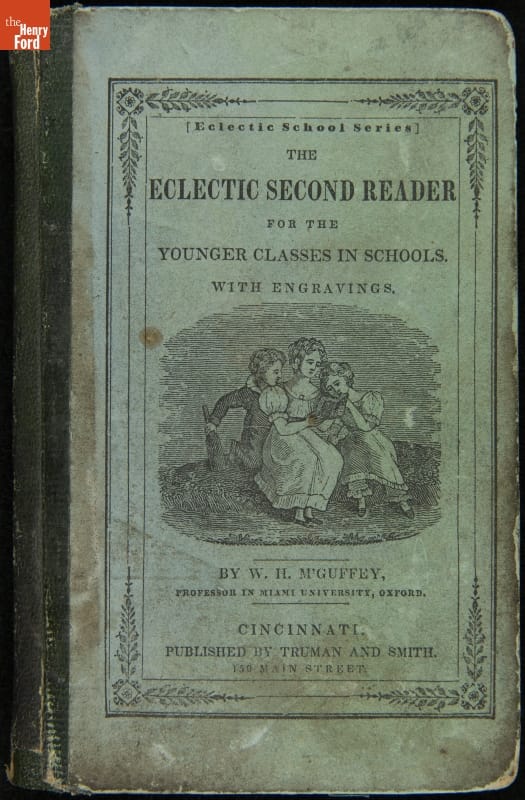 the
Henry
Ford
[Eclectic School Series]
THE
ECLECTIC SECOND READER
FOR THE
YOUNGER CLASSES IN SCHOOLS.
WITH ENGRAVINGS.
BY W. H. M'GUFFEY,
PROFESSOR IN MIAMI UNIVERSITY, OXFORD.
CINCINNATI.
PUBLISHED BY TRUMAN AND SMITH.
150 MAIN STREET.